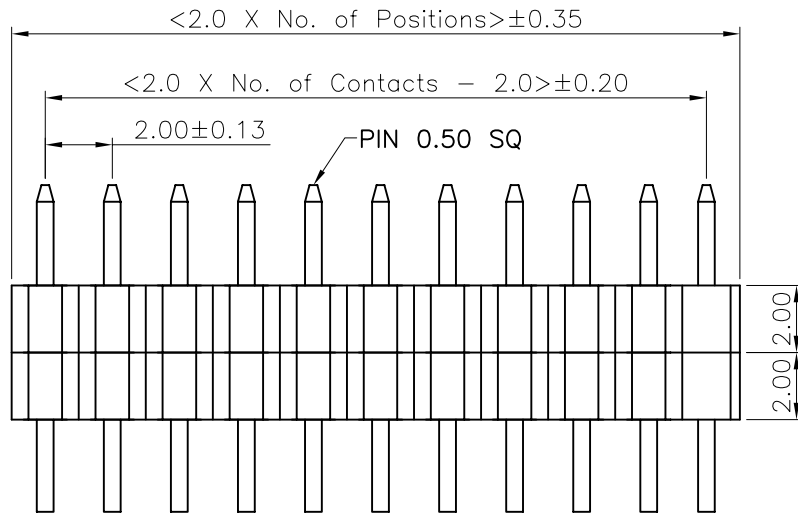 <2.0 X No. of Positions>±0.35
<2.0 X No. of Contacts - 2.0>±0.20
2.00±0.13
PIN 0.50 SQ
2.00
2.00